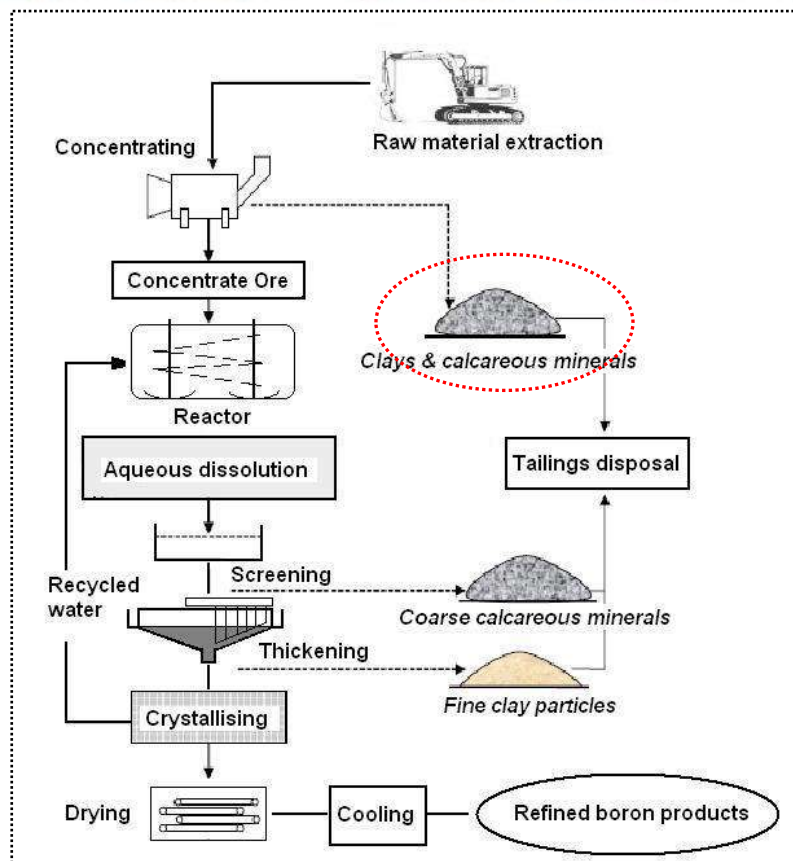 Raw material extraction
Concentrating
Concentrate Ore
Clays & calcareous minerals
Reactor
Aqueous dissolution
Tailings disposal
Recycled
water
Screening
Coarse calcareous minerals
Thickening
Fine clay particles
Crystallising
Drying
Cooling
Refined boron products